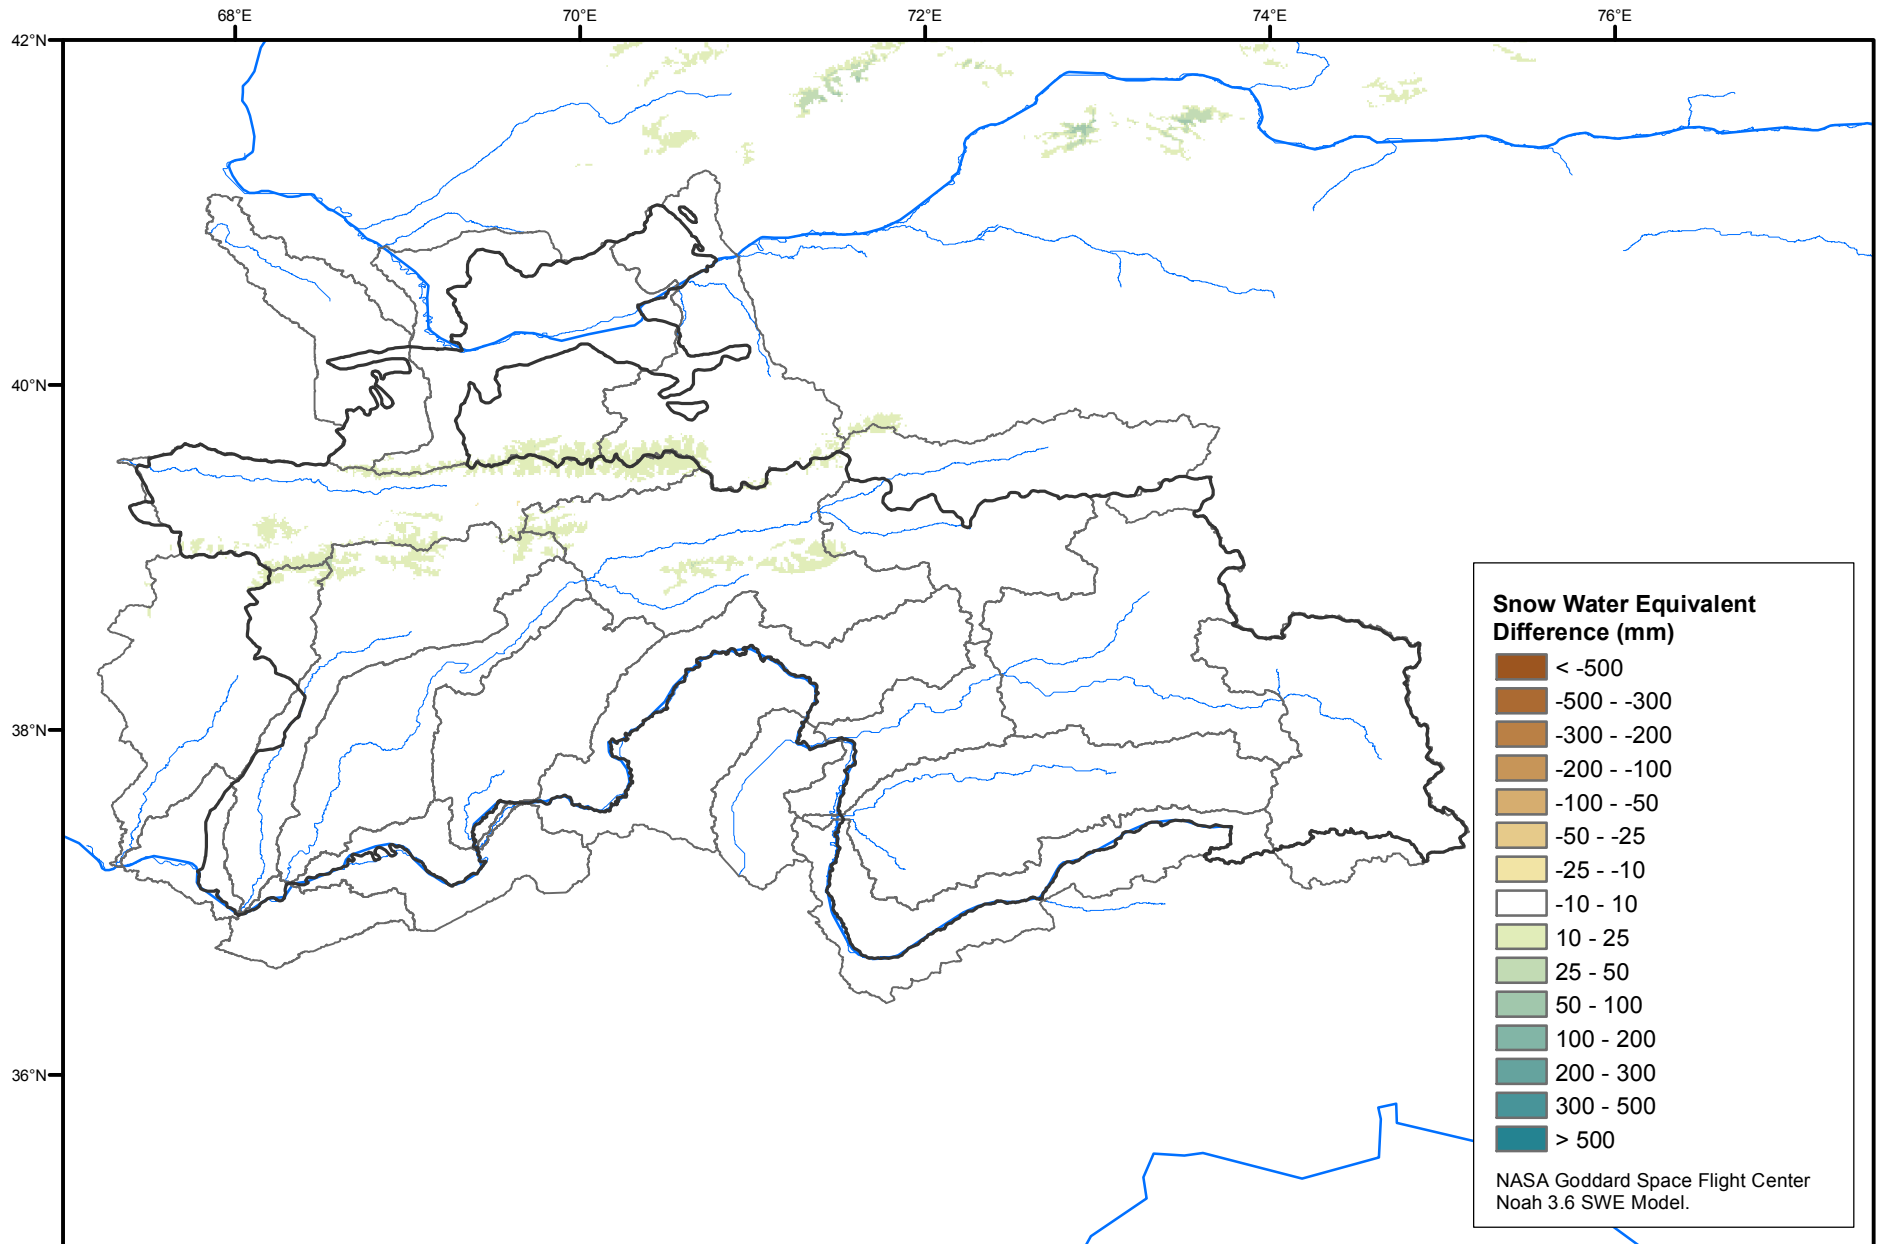 68°E 70°E 72°E 74°E 76°E
42°N
40°N
38°N
36°N
Snow Water Equivalent
Difference (mm)
< -500
-500 - -300
-300 - -200
-200 - -100
-100 - -50
-50 - -25
-25 - -10
-10 - 10
10 - 25
25 - 50
50 - 100
100 - 200
200 - 300
300 - 500
> 500
NASA Goddard Space Flight Center
Noah 3.6 SWE Model.